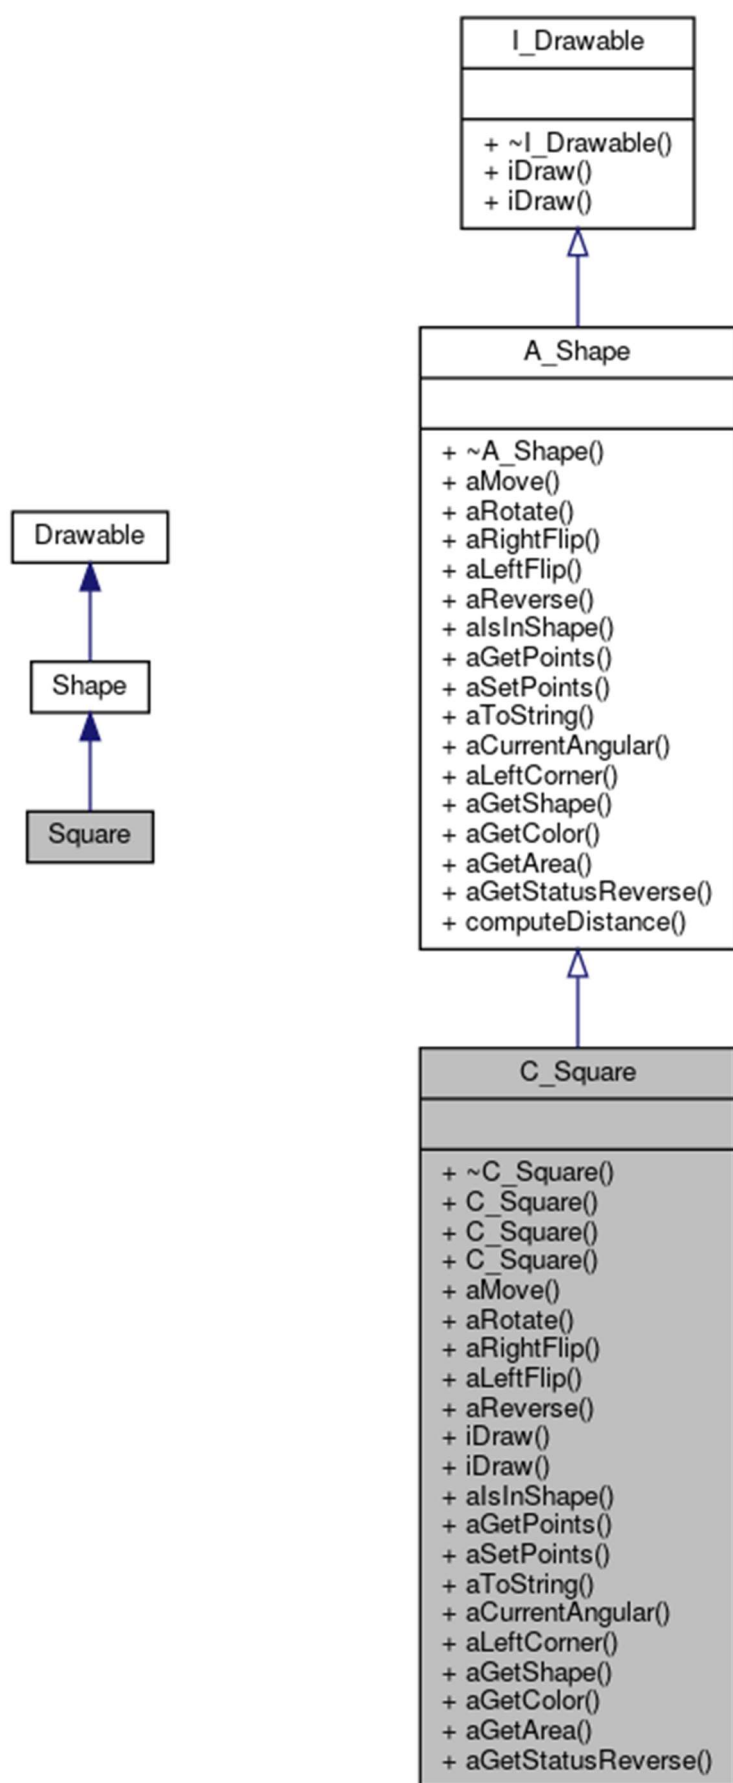 Drawable
Shape
Square
I_Drawable
+ ~I_Drawable()
+ iDraw()
+ iDraw()
A_Shape
+ ~A_Shape()
+ aMove()
+ aRotate()
+ aRightFlip()
+ aLeftFlip()
+ aReverse()
+ aIsInShape()
+ aGetPoints()
+ aSetPoints()
+ aToString()
+ aCurrentAngular()
+ aLeftCorner()
+ aGetShape()
+ aGetColor()
+ aGetArea()
+ aGetStatusReverse()
+ computeDistance()
C_Square
+ ~C_Square()
+ C_Square()
+ C_Square()
+ C_Square()
+ aMove()
+ aRotate()
+ aRightFlip()
+ aLeftFlip()
+ aReverse()
+ iDraw()
+ iDraw()
+ aIsInShape()
+ aGetPoints()
+ aSetPoints()
+ aToString()
+ aCurrentAngular()
+ aLeftCorner()
+ aGetShape()
+ aGetColor()
+ aGetArea()
+ aGetStatusReverse()